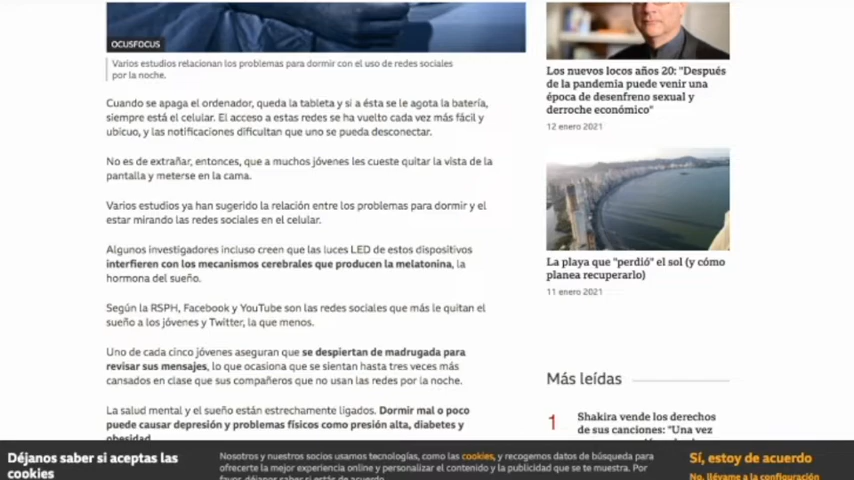 OCUSFOCUS
Varios estudios relacionan los problemas para dormir con el uso de redes sociales
por la noche.
Cuando se apaga el ordenador, queda la tableta y si a ésta se le agota la batería,
siempre está el celular. El acceso a estas redes se ha vuelto cada vez más fácil y
ubicuo, y las notificaciones dificultan que uno se pueda desconectar.
No es de extrañar, entonces, que a muchos jóvenes les cueste quitar la vista de la
pantalla y meterse en la cama.
Varios estudios ya han sugerido la relación entre los problemas para dormir y el
estar mirando las redes sociales en el celular.
Algunos investigadores incluso creen que las luces LED de estos dispositivos
interfieren con los mecanismos cerebrales que producen la melatonina, la
hormona del sueño.
Según la RSPH, Facebook y YouTube son las redes sociales que más le quitan el
sueño a los jóvenes y Twitter, la que menos.
Uno de cada cinco jóvenes aseguran que se despiertan de madrugada para
revisar sus mensajes, lo que ocasiona que se sientan hasta tres veces más
cansados en clase que sus compañeros que no usan las redes por la noche.
La salud mental y el sueño están estrechamente ligados. Dormir mal o poco
puede causar depresión y problemas físicos como presión alta, diabetes y
obesidad
Los nuevos locos años 20: "Después
de la pandemia puede venir una
época de desenfreno sexual y
derroche económico"
12 enero 2021
La playa que "perdió" el sol (y cómo
planea recuperarlo)
11 enero 2021
Más leídas
1 Shakira vende los derechos
de sus canciones: "Una vez
Déjanos saber si aceptas las
cookies
Nosotros y nuestros socios usamos tecnologías, como las cookies, y recogemos datos de búsqueda para
ofrecerte la mejor experiencia online y personalizar el contenido y la publicidad que se te muestra. Por
favor, déjanos saber si estás de acuerdo.
Sí, estoy de acuerdo
No, llévame a la configuración